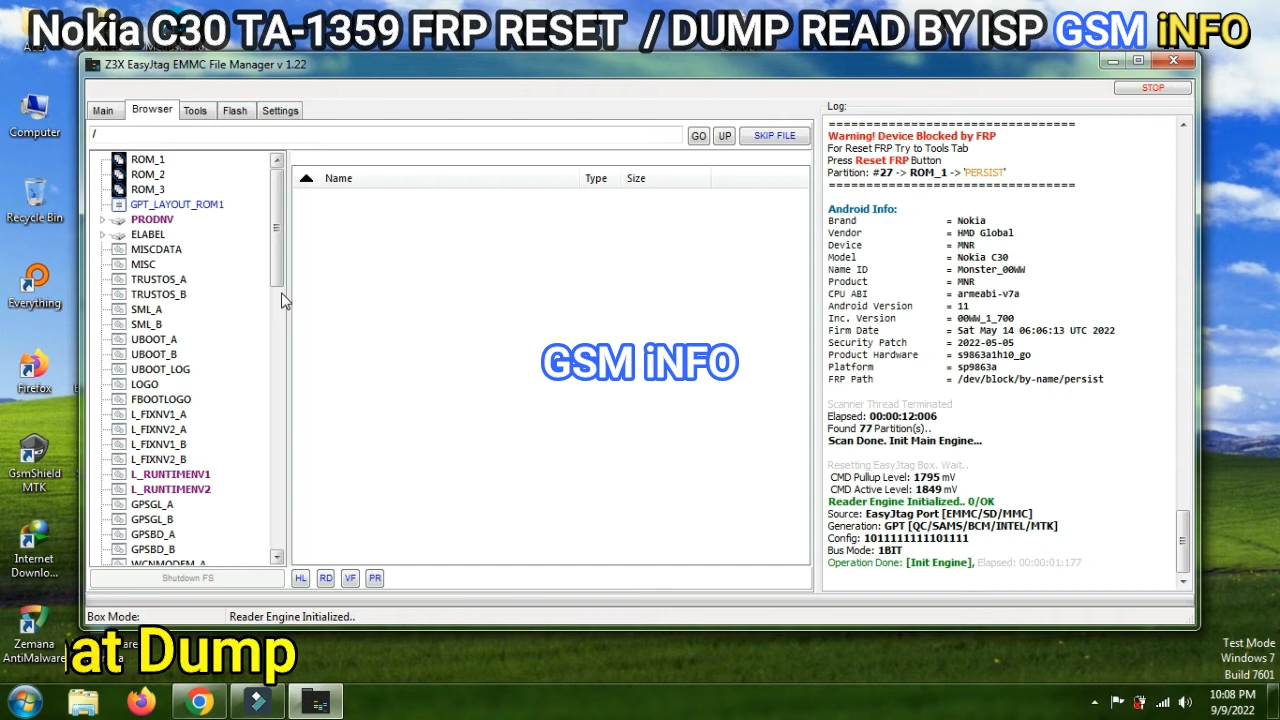 Nokia C30 TA-1359 FRP RESET / DUMP READ BY ISP GSM iNFO
Z3X EasyJtag EMMC File Manager v 1.22
STOP
Main Browser Tools Flash Settings
/
GO UP SKIP FILE
Name Type Size
ROM_1
ROM_2
ROM_3
GPT_LAYOUT_ROM1
PRODNV
ELABEL
MISCDATA
MISC
TRUSTOS_A
TRUSTOS_B
SML_A
SML_B
UBOOT_A
UBOOT_B
UBOOT_LOG
LOGO
FBOOTLOGO
L_FIXNV1_A
L_FIXNV2_A
L_FIXNV1_B
L_FIXNV2_B
L_RUNTIMENV1
L_RUNTIMENV2
GPSGL_A
GPSGL_B
GPSBD_A
GPSBD_B
WCNMODEM_A
GSM iNFO
Shutdown FS
HL RD VF PR
Log:
================================
Warning! Device Blocked by FRP
For Reset FRP Try to Tools Tab
Press Reset FRP Button
Partition: #27 -> ROM_1 -> 'PERSIST'
================================
Android Info:
Brand = Nokia
Vendor = HMD Global
Device = MNR
Model = Nokia C30
Name ID = Monster_00WW
Product = MNR
CPU ABI = armeabi-v7a
Android Version = 11
Inc. Version = 00WW_1_700
Firm Date = Sat May 14 06:06:13 UTC 2022
Security Patch = 2022-05-05
Product Hardware = s9863a1h10_go
Platform = sp9863a
FRP Path = /dev/block/by-name/persist
Scanner Thread Terminated
Elapsed: 00:00:12:006
Found 77 Partition(s)..
Scan Done. Init Main Engine...
Resetting EasyJtag Box. Wait..
CMD Pullup Level: 1795 mV
CMD Active Level: 1849 mV
Reader Engine Initialized.. 0/OK
Source: EasyJtag Port [EMMC/SD/MMC]
Generation: GPT [QC/SAMS/BCM/INTEL/MTK]
Config: 1011111111101111
Bus Mode: 1BIT
Operation Done: [Init Engine], Elapsed: 00:00:01:177
Box Mode: Reader Engine Initialized..
Computer
Recycle Bin
Everything
Firefox
GsmShield
MTK
Internet
Downlo...
Zemana
AntiMalware
at Dump
Test Mode
Windows 7
Build 7601
10:08 PM
9/9/2022